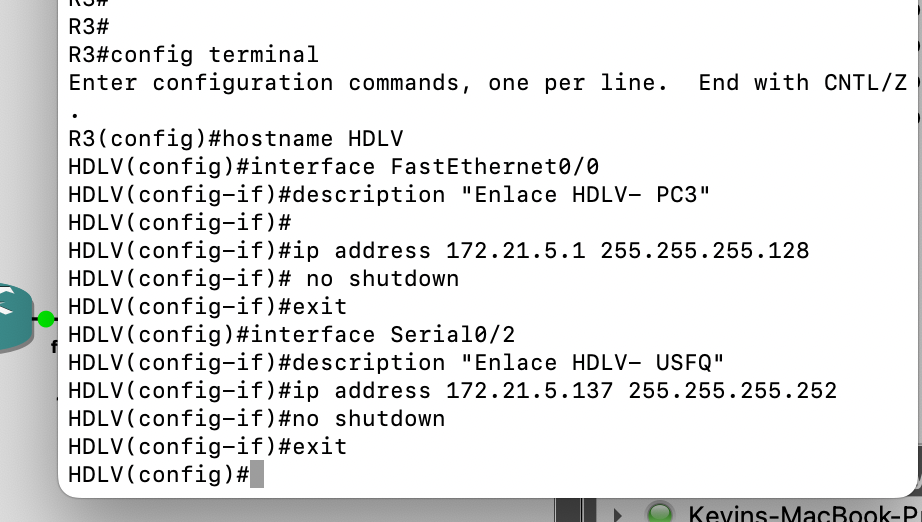 R3#
R3#
R3#config terminal
Enter configuration commands, one per line.  End with CNTL/Z
.
R3(config)#hostname HDLV
HDLV(config)#interface FastEthernet0/0
HDLV(config-if)#description "Enlace HDLV- PC3"
HDLV(config-if)#
HDLV(config-if)#ip address 172.21.5.1 255.255.255.128
HDLV(config-if)# no shutdown
HDLV(config-if)#exit
HDLV(config)#interface Serial0/2
HDLV(config-if)#description "Enlace HDLV- USFQ"
HDLV(config-if)#ip address 172.21.5.137 255.255.255.252
HDLV(config-if)#no shutdown
HDLV(config-if)#exit
HDLV(config)#
f
Kevins-MacBook-P